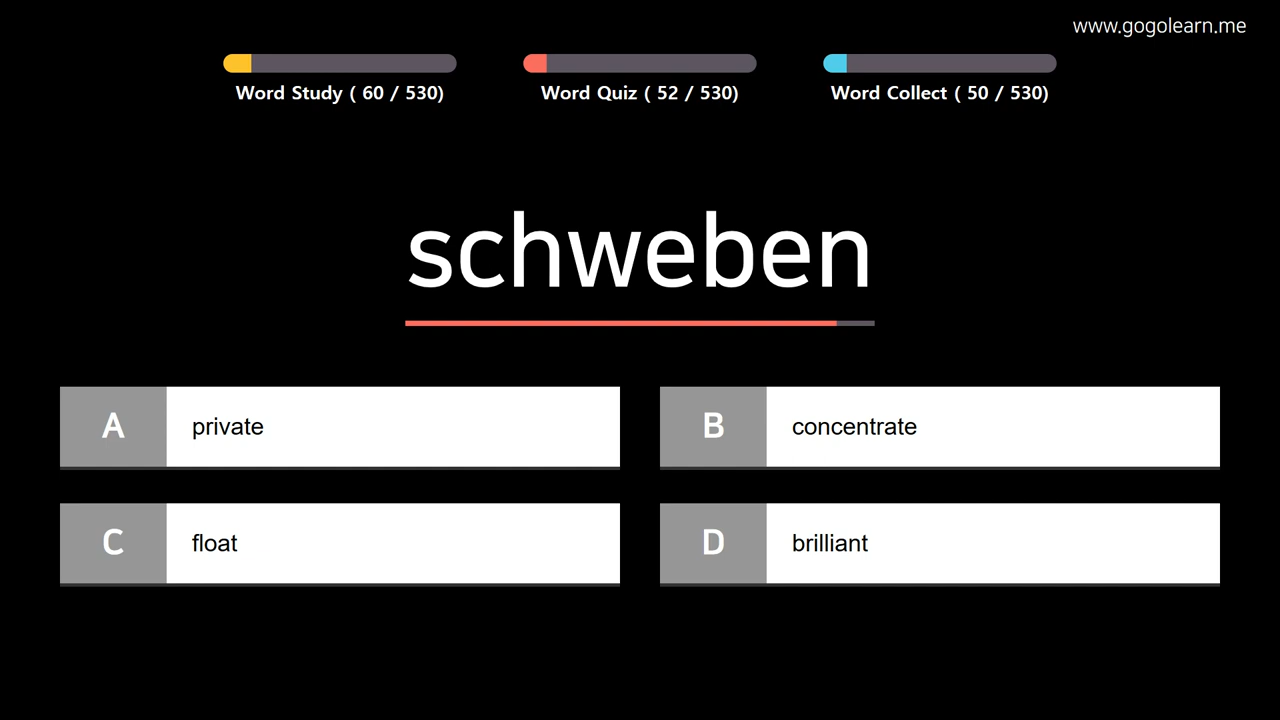 www.gogolearn.me
Word Study ( 60 / 530)
Word Quiz ( 52 / 530)
Word Collect ( 50 / 530)
schweben
A private
B concentrate
C float
D brilliant